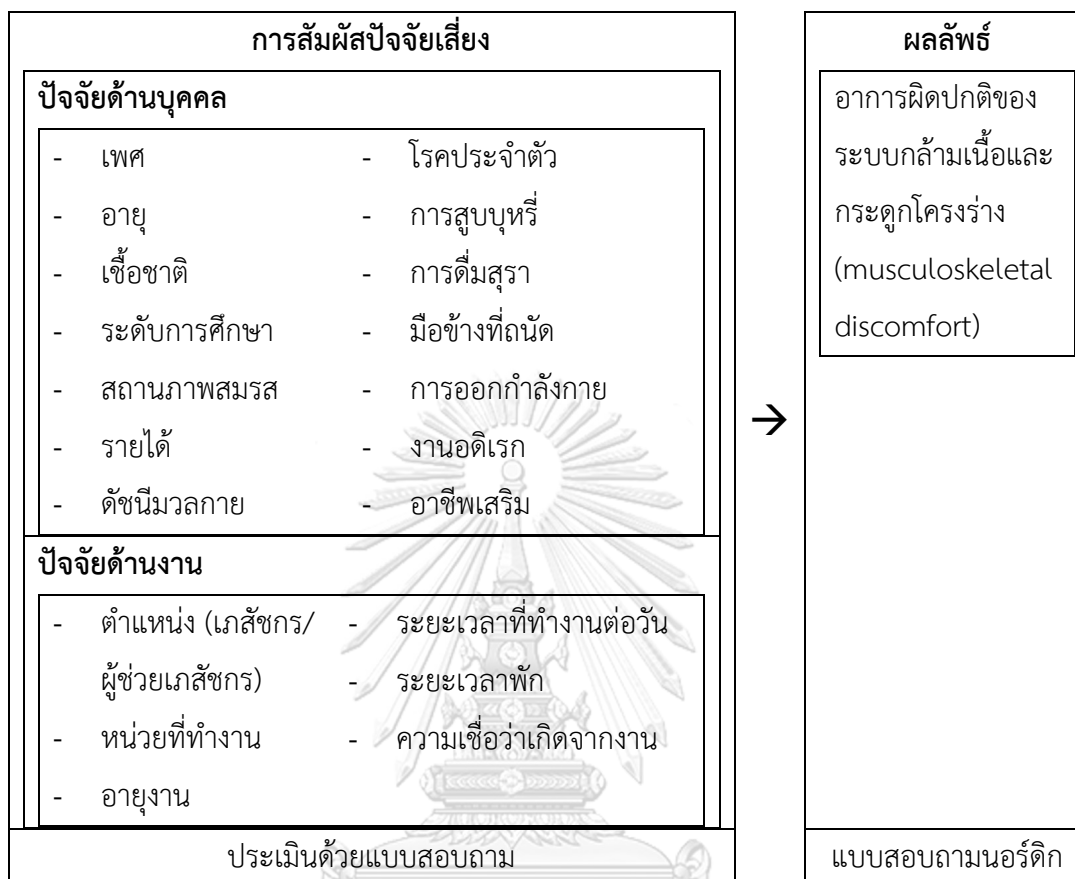 การสัมผัสปัจจัยเสี่ยง
ปัจจัยด้านบุคคล
- เพศ
- อายุ
- เชื้อชาติ
- ระดับการศึกษา
- สถานภาพสมรส
- รายได้
- ดัชนีมวลกาย
- โรคประจำตัว
- การสูบบุหรี่
- การดื่มสุรา
- มือข้างที่ถนัด
- การออกกำลังกาย
- งานอดิเรก
- อาชีพเสริม
ปัจจัยด้านงาน
- ตำแหน่ง (เภสัชกร/
ผู้ช่วยเภสัชกร)
- หน่วยที่ทำงาน
- อายุงาน
- ระยะเวลาที่ทำงานต่อวัน
- ระยะเวลาพัก
- ความเชื่อว่าเกิดจากงาน
ประเมินด้วยแบบสอบถาม
→
ผลลัพธ์
อาการผิดปกติของ
ระบบกล้ามเนื้อและ
กระดูกโครงร่าง
(musculoskeletal
discomfort)
แบบสอบถามนอร์ดิก